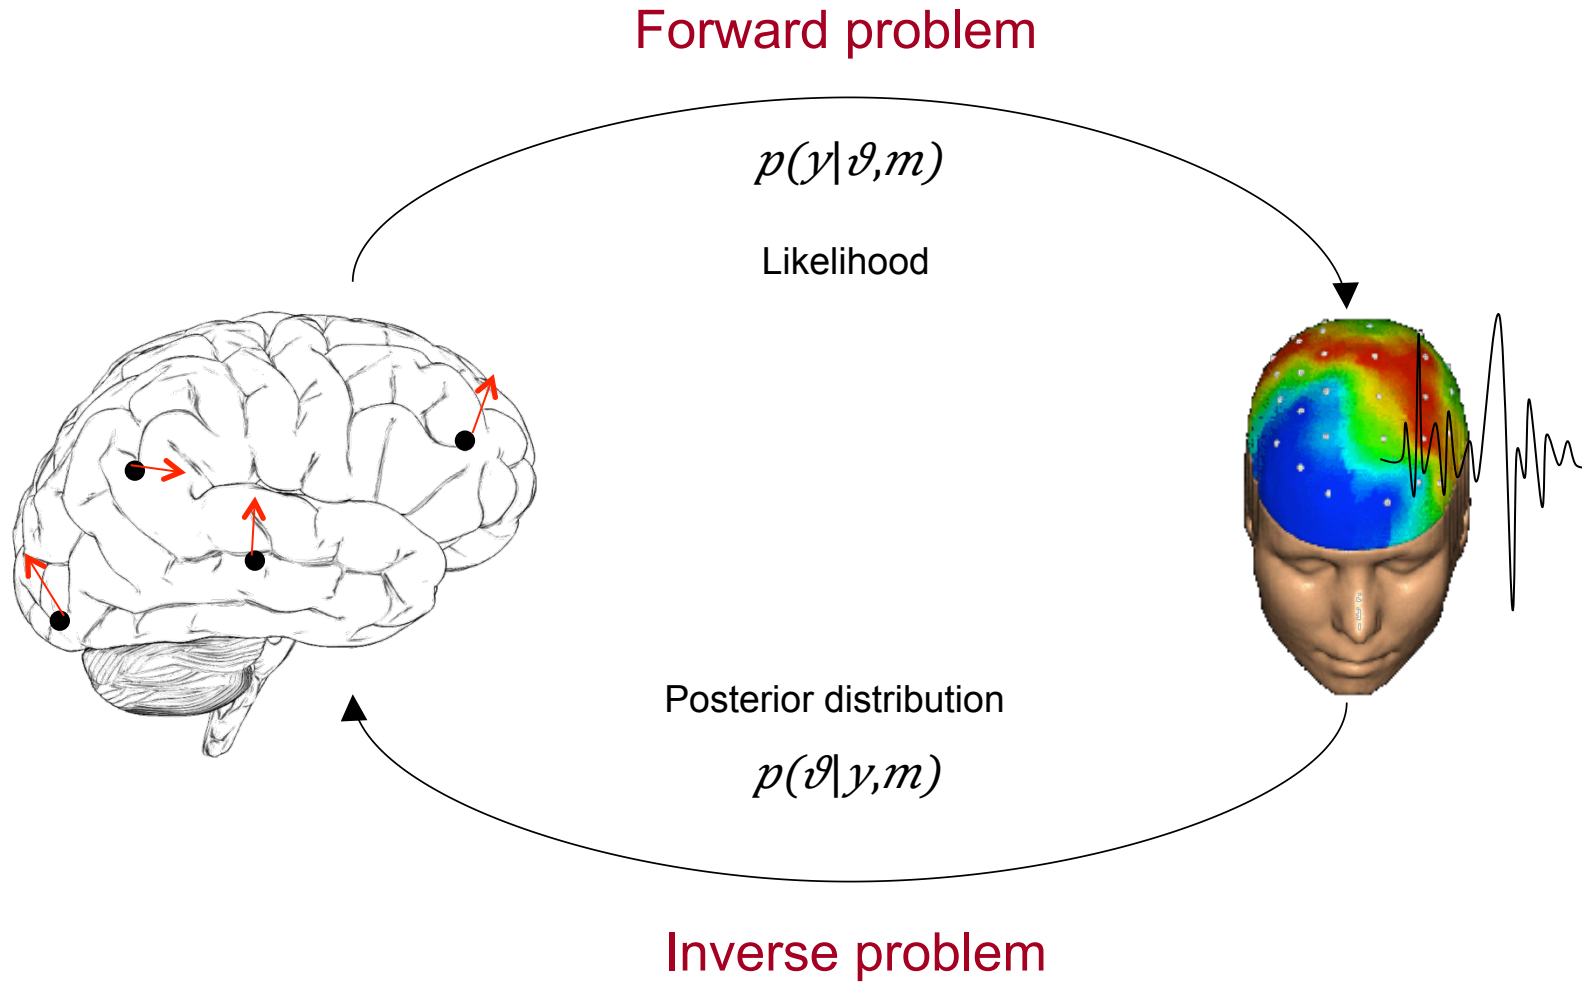 Forward problem
p(y|ϑ,m)
Likelihood
Posterior distribution
p(ϑ|y,m)
Inverse problem